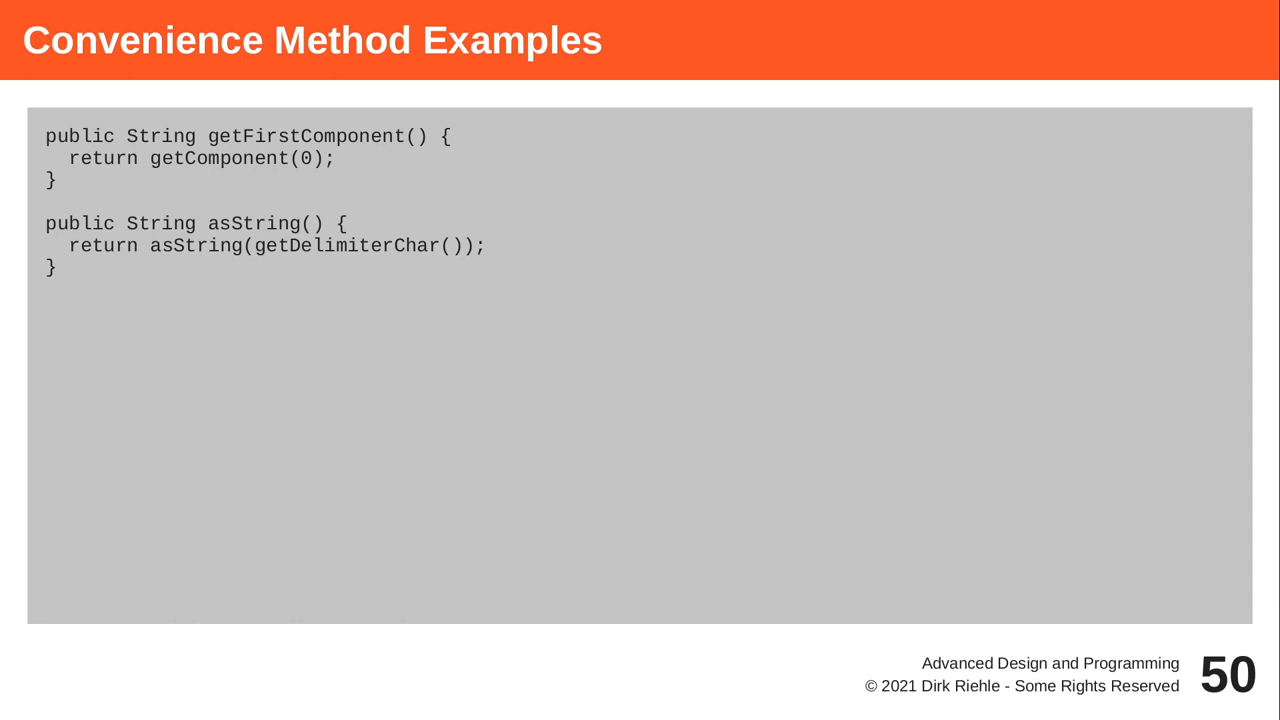 Convenience Method Examples
public String getFirstComponent() {
  return getComponent(0);
}
public String asString() {
  return asString(getDelimiterChar());
}
Advanced Design and Programming
© 2021 Dirk Riehle - Some Rights Reserved
50